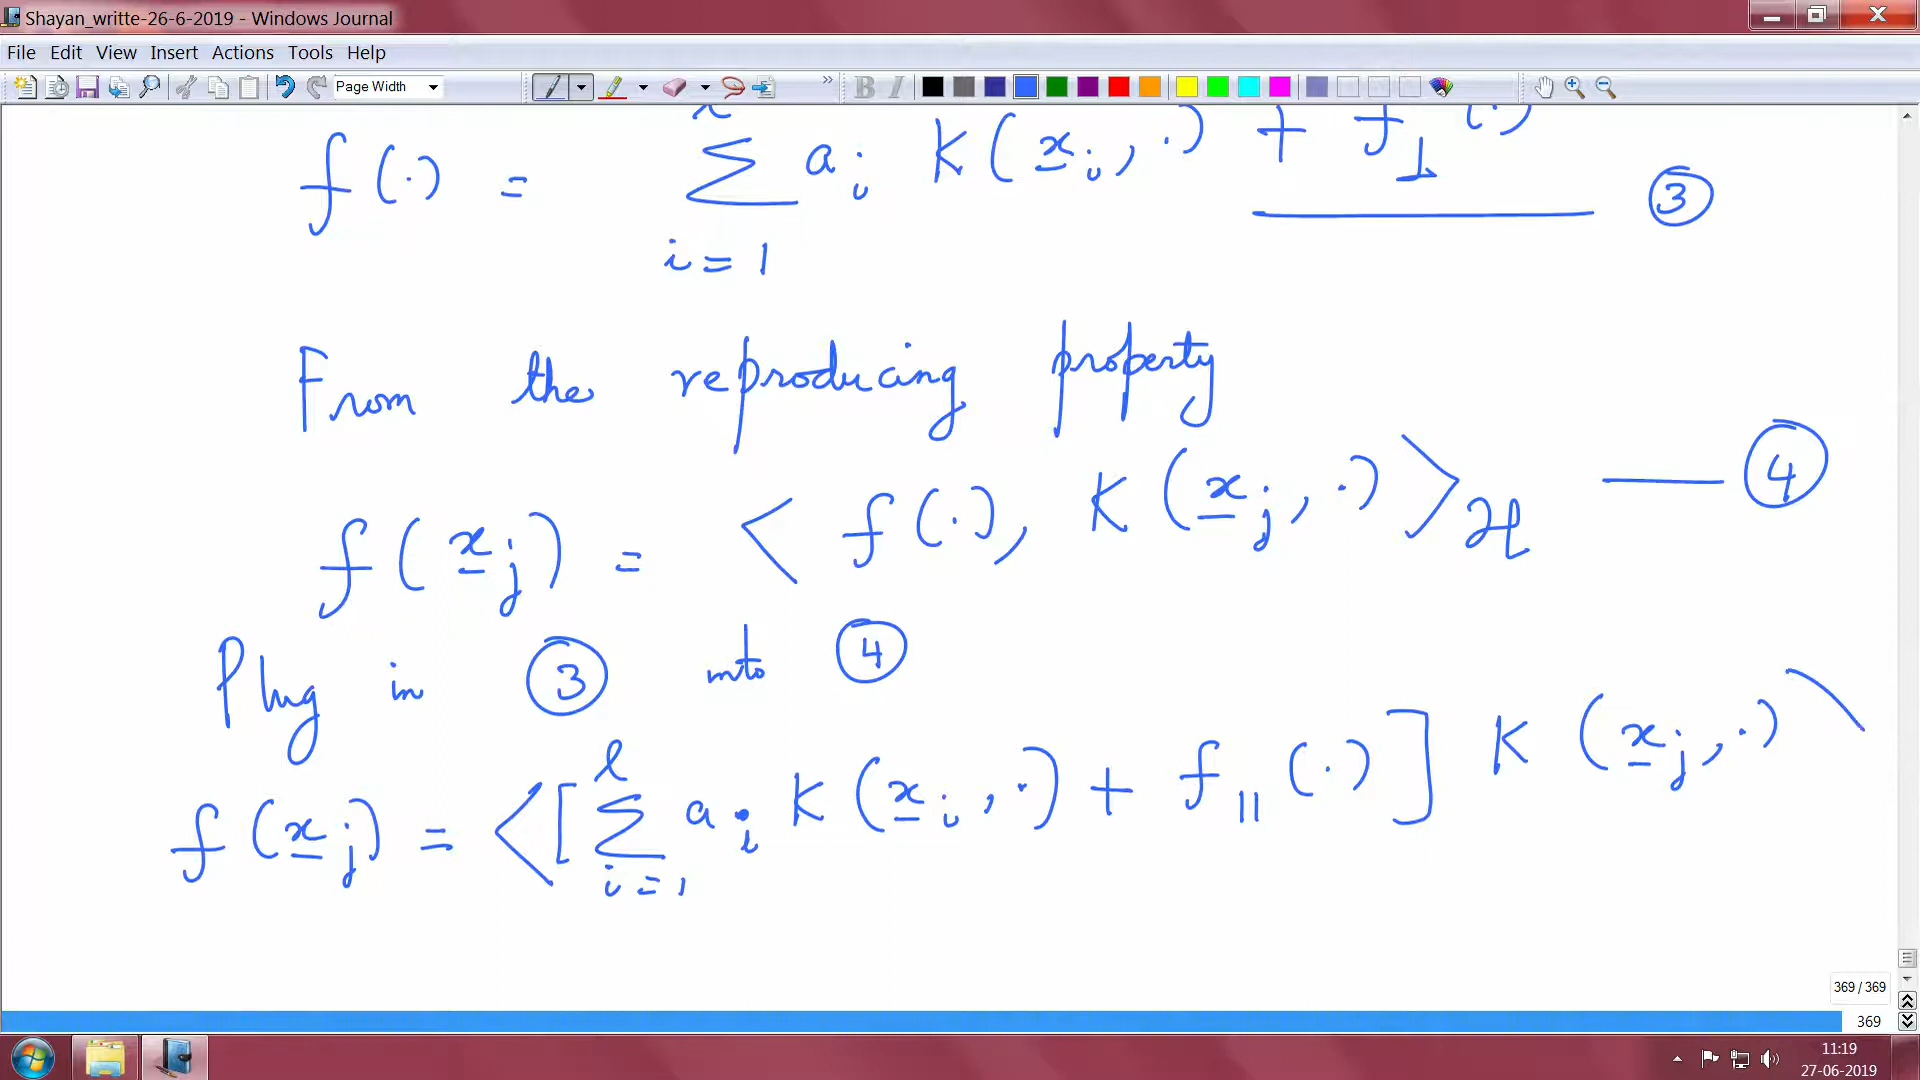 Shayan_writte-26-6-2019 - Windows Journal
File Edit View Insert Actions Tools Help
Page Width
B I
f(·) = ∑ a_i K(x_i, ·) + f_⊥(·)
i = 1
③
From the reproducing property
f(x_j) = < f(·), K(x_j, ·) >_ℋ — ④
Plug in ③ into ④
f(x_j) = <[ ∑_{i=1}^{l} a_i K(x_i, ·) + f_{||}(·) ] K(x_j, ·) \
369 / 369
369
11:19
27-06-2019